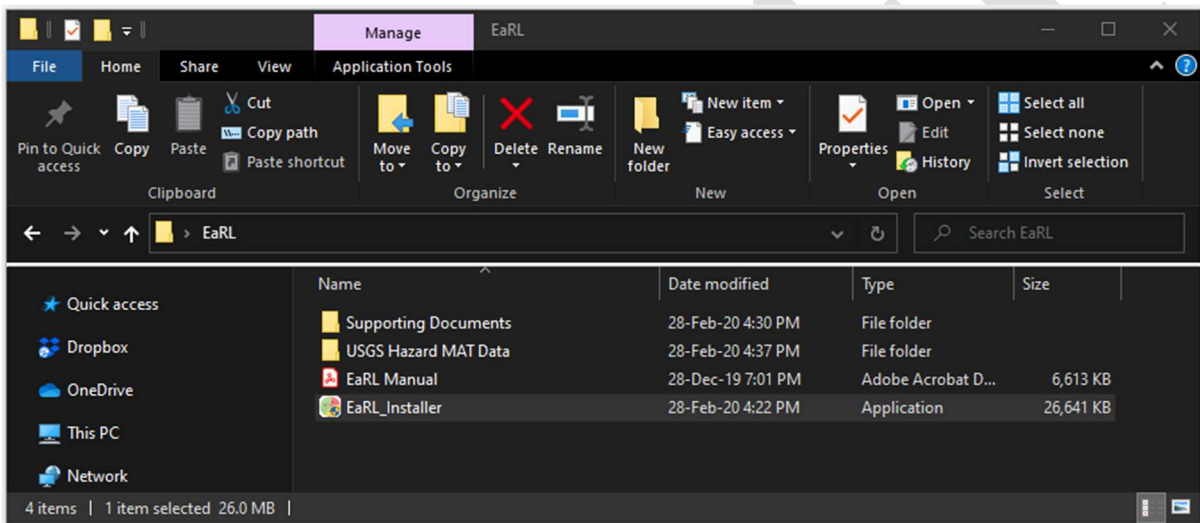 Manage EaRL
File Home Share View Application Tools
Pin to Quick access
Copy
Paste
Cut
Copy path
Paste shortcut
Clipboard
Move to
Copy to
Delete
Rename
Organize
New folder
New item
Easy access
New
Properties
Open
Edit
History
Open
Select all
Select none
Invert selection
Select
EaRL
Search EaRL
Quick access
Dropbox
OneDrive
This PC
Network
Name Date modified Type Size
Supporting Documents 28-Feb-20 4:30 PM File folder
USGS Hazard MAT Data 28-Feb-20 4:37 PM File folder
EaRL Manual 28-Dec-19 7:01 PM Adobe Acrobat D... 6,613 KB
EaRL_Installer 28-Feb-20 4:22 PM Application 26,641 KB
4 items 1 item selected 26.0 MB